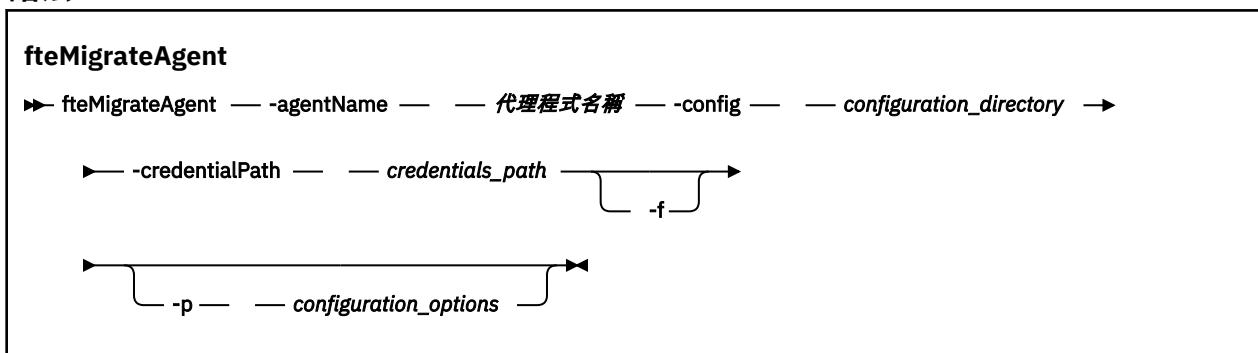 fteMigrateAgent
fteMigrateAgent -agentName 代理程式名稱 -config configuration_directory
-credentialPath credentials_path
-f
-p configuration_options